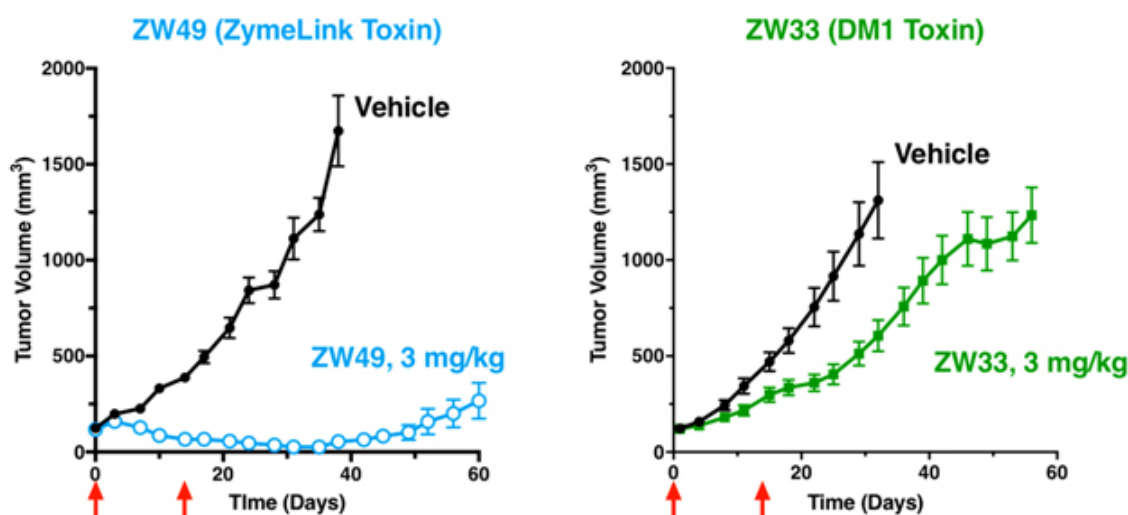 ZW49 (ZymeLink Toxin)
2000
1500
1000
500
0
Tumor Volume (mm³)
Vehicle
ZW49, 3 mg/kg
0
20
40
60
TIme (Days)
ZW33 (DM1 Toxin)
2000
1500
1000
500
0
Tumor Volume (mm³)
Vehicle
ZW33, 3 mg/kg
0
20
40
60
Time (Days)